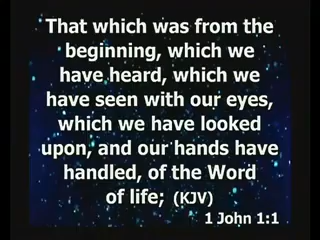 That which was from the
beginning, which we
have heard, which we
have seen with our eyes,
which we have looked
upon, and our hands have
handled, of the Word
of life; (KJV)
1 John 1:1